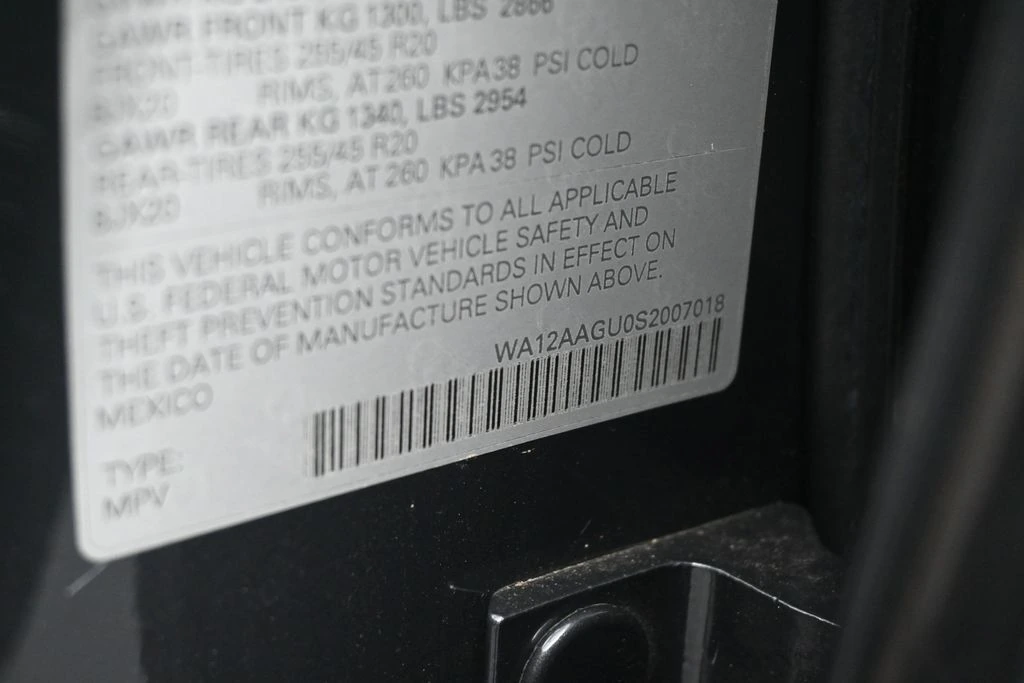 GAWR FRONT KG 1300, LBS 2866
FRONT-TIRES 255/45 R20
8JX20 RIMS, AT 260 KPA 38 PSI COLD
GAWR REAR KG 1340, LBS 2954
REAR-TIRES 255/45 R20
8JX20 RIMS, AT 260 KPA 38 PSI COLD
THIS VEHICLE CONFORMS TO ALL APPLICABLE
U.S. FEDERAL MOTOR VEHICLE SAFETY AND
THEFT PREVENTION STANDARDS IN EFFECT ON
THE DATE OF MANUFACTURE SHOWN ABOVE.
MEXICO
WA12AAGU0S2007018
TYPE:
MPV